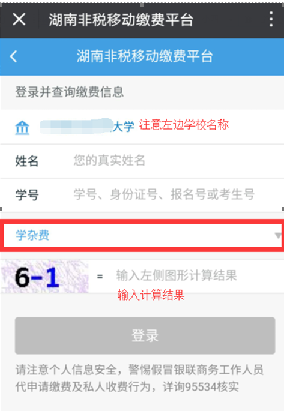 湖南非税移动缴费平台
湖南非税移动缴费平台
登录并查询缴费信息
大学 注意左边学校名称
姓名 您的真实姓名
学号 学号、身份证号、报名号或考生号
学杂费
6-1 = 输入左侧图形计算结果
输入计算结果
登录
请注意个人信息安全，警惕假冒银联商务工作人员
代申请缴费及私人收费行为，详询95534核实